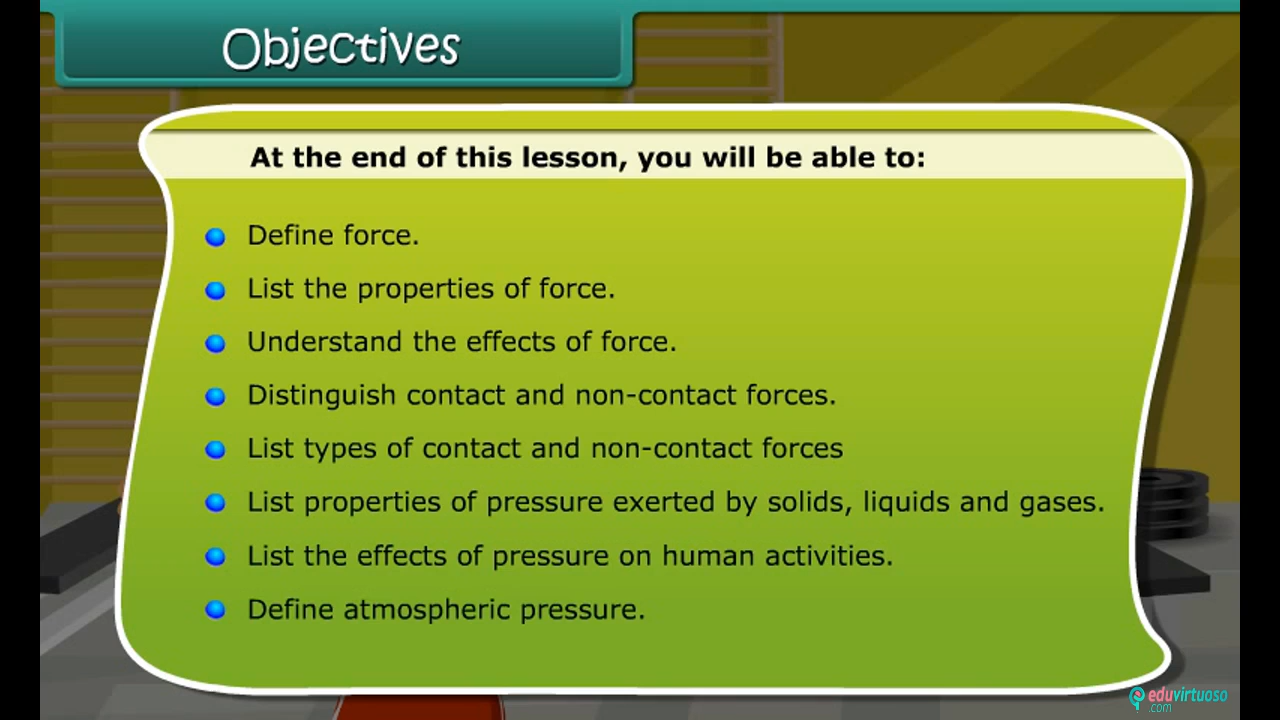 Objectives
At the end of this lesson, you will be able to:
Define force.
List the properties of force.
Understand the effects of force.
Distinguish contact and non-contact forces.
List types of contact and non-contact forces
List properties of pressure exerted by solids, liquids and gases.
List the effects of pressure on human activities.
Define atmospheric pressure.
eduvirtuoso
.com